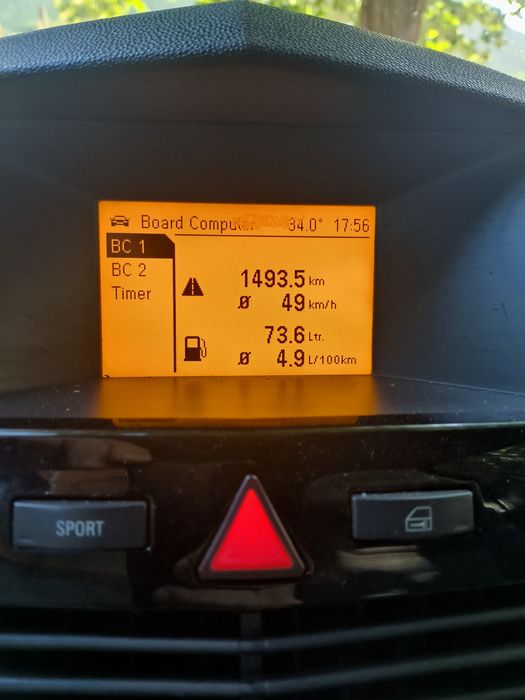 Board Computer 34.0° 17:56
BC 1
BC 2
Timer
1493.5 km
Ø 49 km/h
73.6 Ltr.
Ø 4.9 L/100km
SPORT